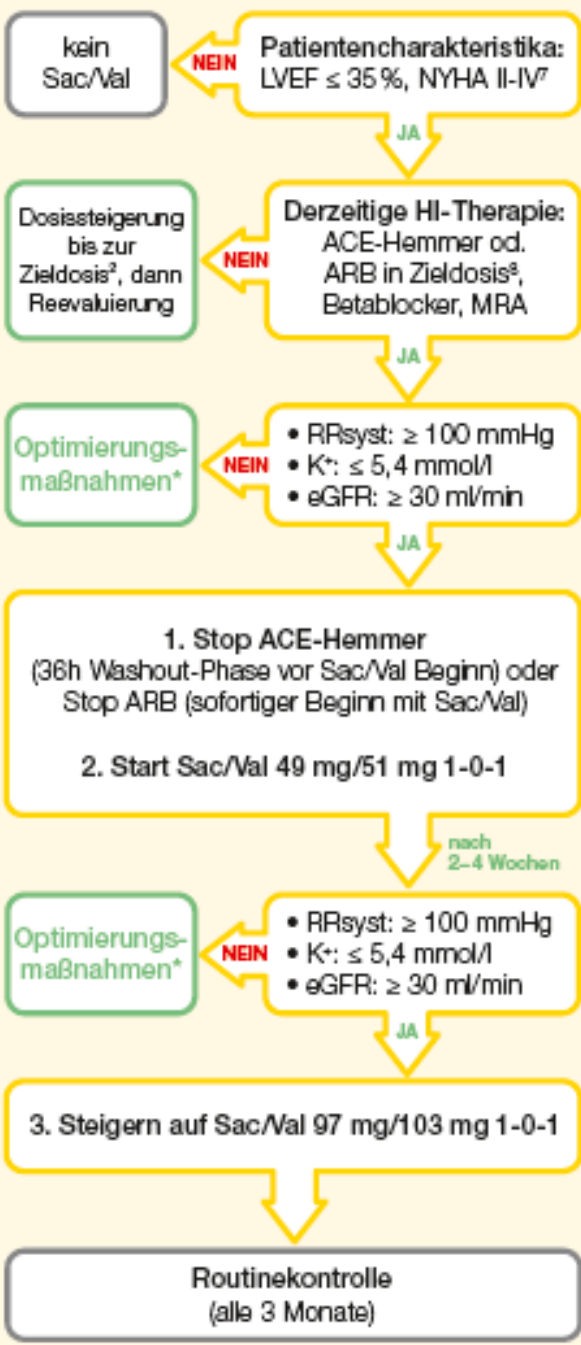 kein
Sac/Val
NEIN
Patientencharakteristika:
LVEF ≤ 35 %, NYHA II-IV⁷
JA
Dosissteigerung
bis zur
Zieldosis², dann
Reevaluierung
NEIN
Derzeitige HI-Therapie:
ACE-Hemmer od.
ARB in Zieldosis⁸,
Betablocker, MRA
JA
Optimierungs-
maßnahmen*
NEIN
• RRsyst: ≥ 100 mmHg
• K⁺: ≤ 5,4 mmol/l
• eGFR: ≥ 30 ml/min
JA
1. Stop ACE-Hemmer
(36h Washout-Phase vor Sac/Val Beginn) oder
Stop ARB (sofortiger Beginn mit Sac/Val)
2. Start Sac/Val 49 mg/51 mg 1-0-1
nach
2–4 Wochen
Optimierungs-
maßnahmen*
NEIN
• RRsyst: ≥ 100 mmHg
• K⁺: ≤ 5,4 mmol/l
• eGFR: ≥ 30 ml/min
JA
3. Steigern auf Sac/Val 97 mg/103 mg 1-0-1
Routinekontrolle
(alle 3 Monate)